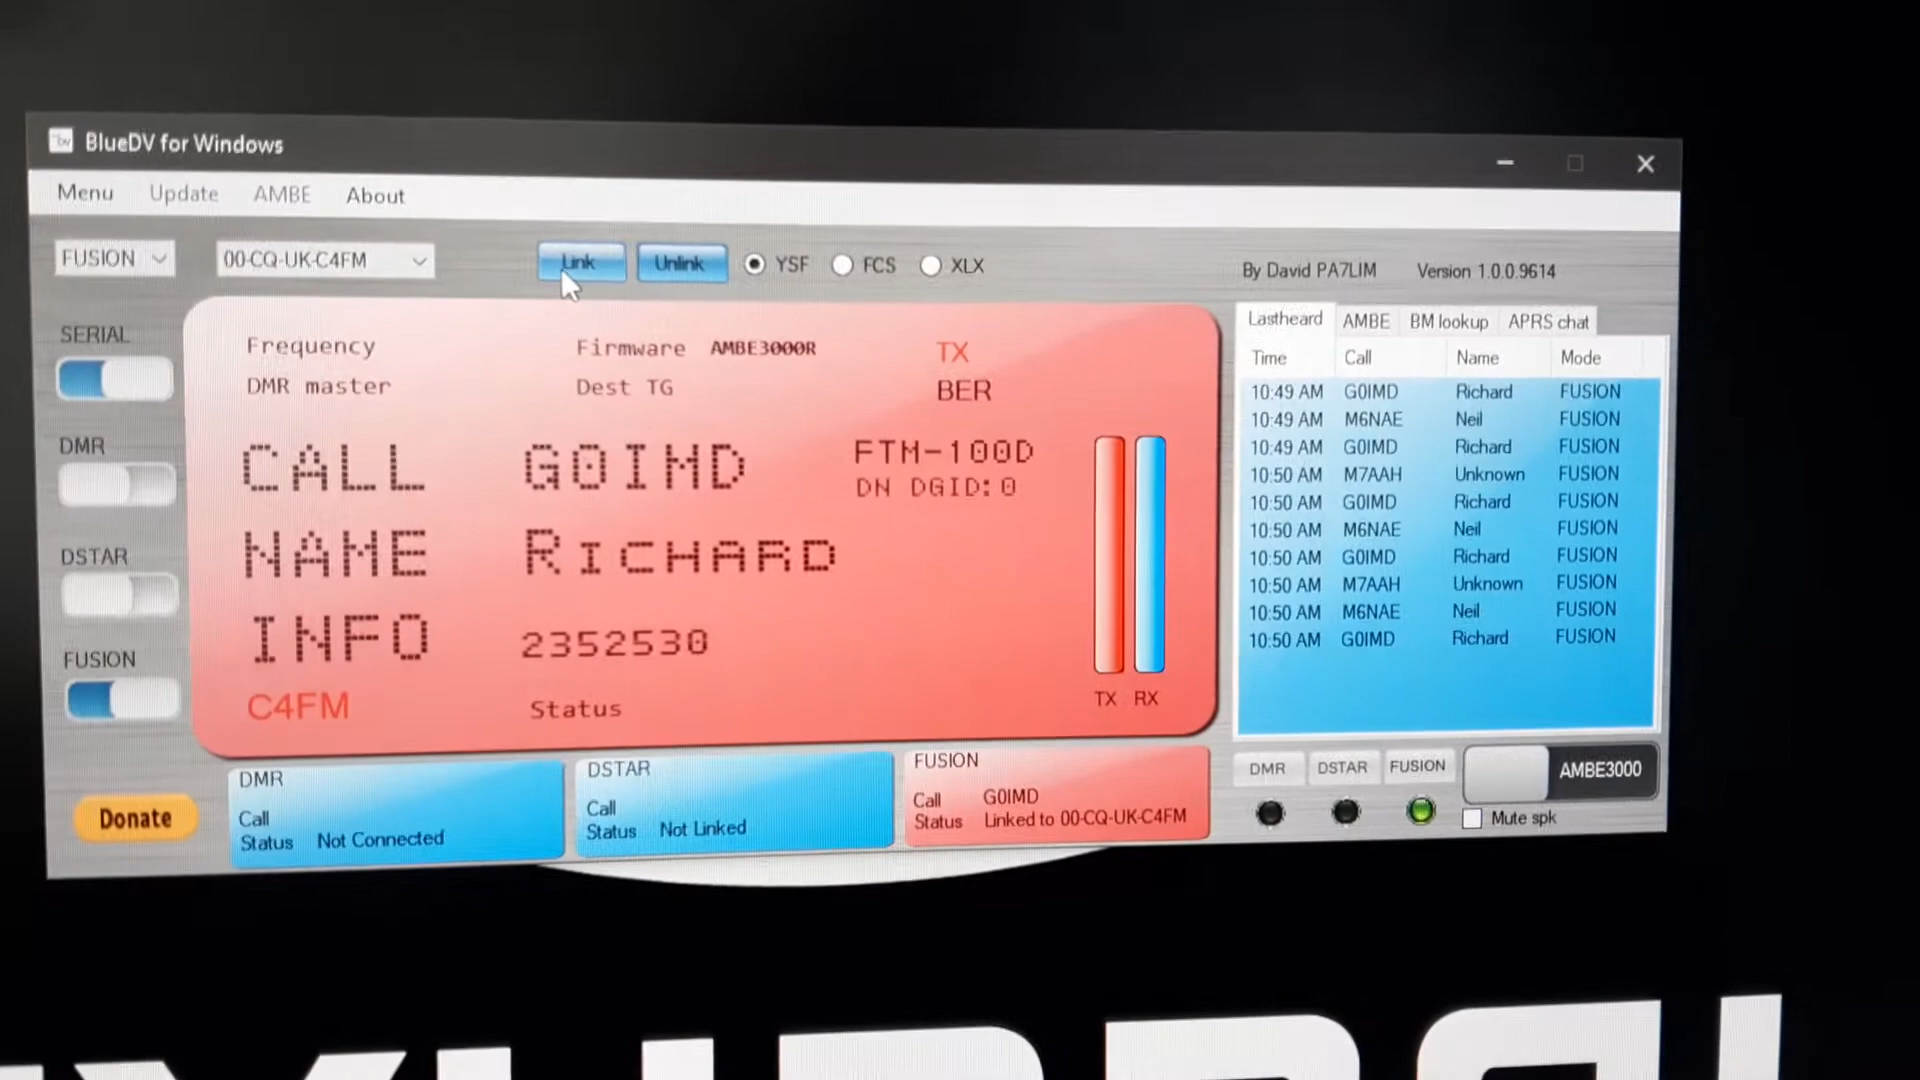 BlueDV for Windows
Menu Update AMBE About
FUSION 00-CQ-UK-C4FM Link Unlink YSF FCS XLX
By David PA7LIM Version 1.0.0.9614
SERIAL
DMR
DSTAR
FUSION
Donate
Frequency Firmware AMBE3000R TX
DMR master Dest TG BER
CALL G0IMD FTM-100D
DN DGID:0
NAME RICHARD
INFO 2352530
C4FM Status
TX RX
Lastheard AMBE BM lookup APRS chat
Time Call Name Mode
10:49 AM G0IMD Richard FUSION
10:49 AM M6NAE Neil FUSION
10:49 AM G0IMD Richard FUSION
10:50 AM M7AAH Unknown FUSION
10:50 AM G0IMD Richard FUSION
10:50 AM M6NAE Neil FUSION
10:50 AM G0IMD Richard FUSION
10:50 AM M7AAH Unknown FUSION
10:50 AM M6NAE Neil FUSION
10:50 AM G0IMD Richard FUSION
DMR
Call
Status Not Connected
DSTAR
Call
Status Not Linked
FUSION
Call G0IMD
Status Linked to 00-CQ-UK-C4FM
DMR DSTAR FUSION AMBE3000
Mute spk